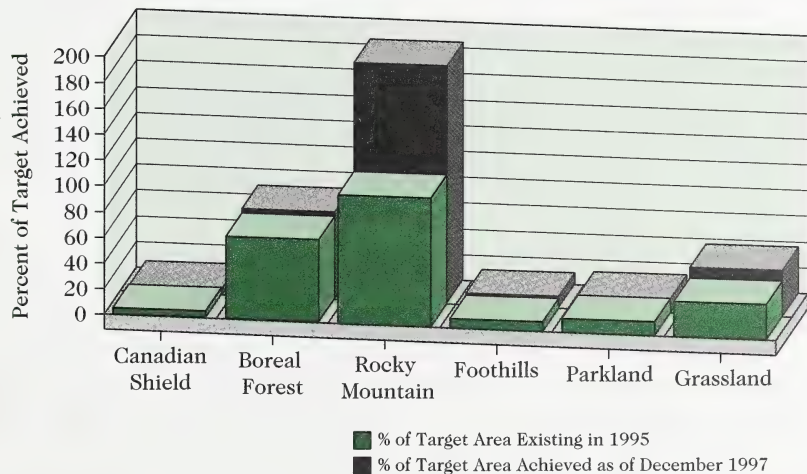 Percent of Target Achieved
200
180
160
140
120
100
80
60
40
20
0
Canadian
Shield
Boreal
Forest
Rocky
Mountain
Foothills
Parkland
Grassland
% of Target Area Existing in 1995
% of Target Area Achieved as of December 1997